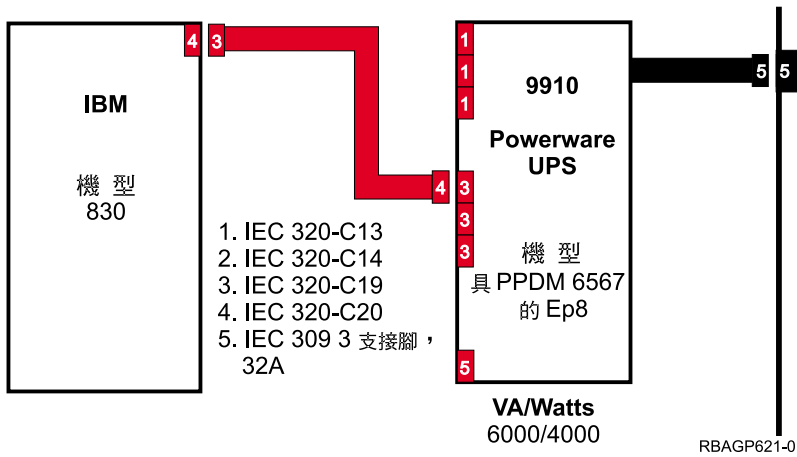 4
3
IBM
機 型
830
1. IEC 320-C13
2. IEC 320-C14
3. IEC 320-C19
4. IEC 320-C20
5. IEC 309 3 支接腳，
32A
1
1
1
4
3
3
3
5
9910
Powerware
UPS
機 型
具 PPDM 6567
的 Ep8
VA/Watts
6000/4000
5
5
RBAGP621-0